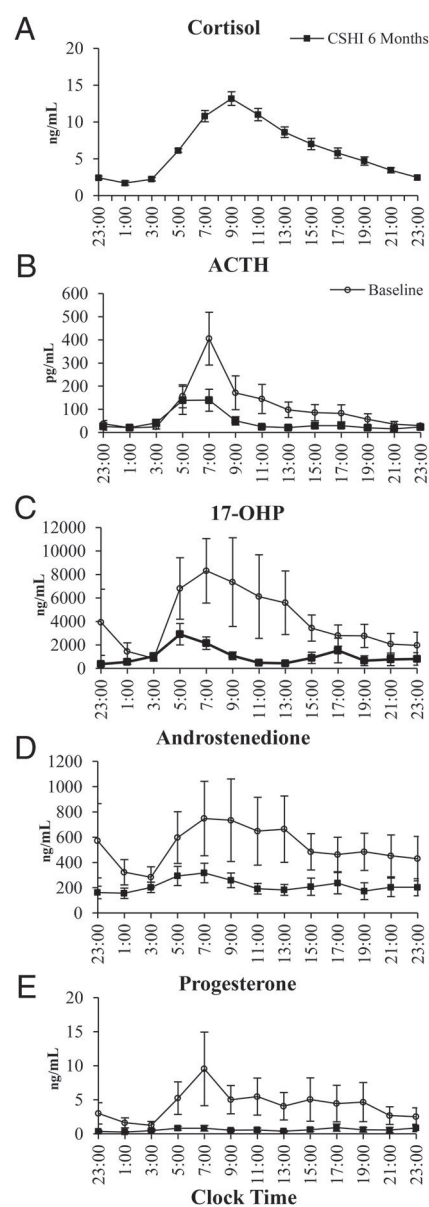 A
Cortisol
CSHI 6 Months
ng/mL
20
15
10
5
0
23:00 1:00 3:00 5:00 7:00 9:00 11:00 13:00 15:00 17:00 19:00 21:00 23:00
B
ACTH
Baseline
pg/mL
600
500
400
300
200
100
0
23:00 1:00 3:00 5:00 7:00 9:00 11:00 13:00 15:00 17:00 19:00 21:00 23:00
C
17-OHP
ng/mL
12000
10000
8000
6000
4000
2000
0
23:00 1:00 3:00 5:00 7:00 9:00 11:00 13:00 15:00 17:00 19:00 21:00 23:00
D
Androstenedione
ng/mL
1200
1000
800
600
400
200
0
23:00 1:00 3:00 5:00 7:00 9:00 11:00 13:00 15:00 17:00 19:00 21:00 23:00
E
Progesterone
ng/mL
20
15
10
5
0
23:00 1:00 3:00 5:00 7:00 9:00 11:00 13:00 15:00 17:00 19:00 21:00 23:00
Clock Time